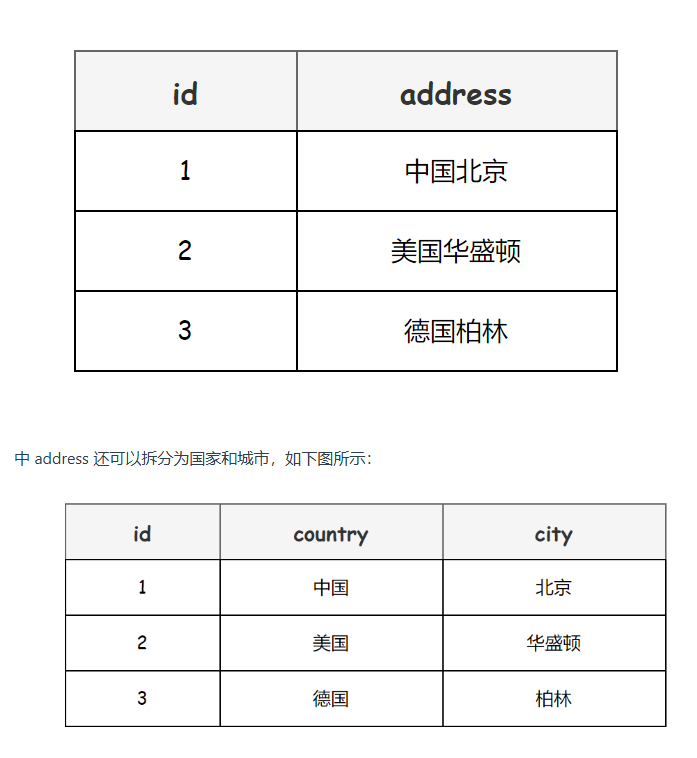 id address
1 中国北京
2 美国华盛顿
3 德国柏林
中 address 还可以拆分为国家和城市，如下图所示：
id country city
1 中国 北京
2 美国 华盛顿
3 德国 柏林